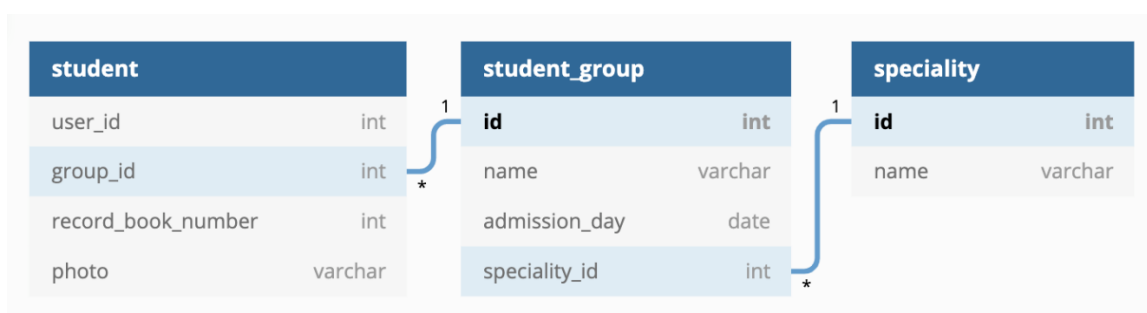 student
user_id int
group_id int
record_book_number int
photo varchar
1
*
student_group
id int
name varchar
admission_day date
speciality_id int
1
*
speciality
id int
name varchar